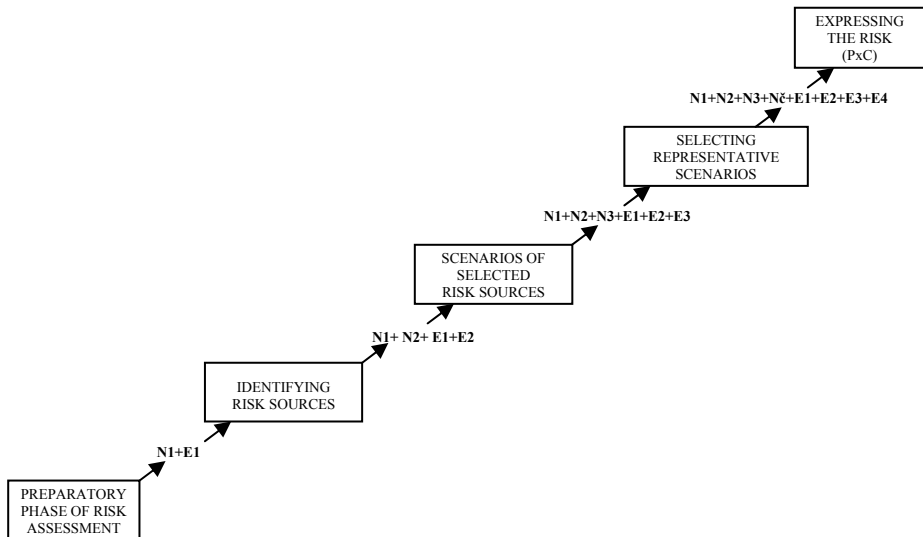 EXPRESSING
THE RISK
(PxC)
N1+N2+N3+Nč+E1+E2+E3+E4
SELECTING
REPRESENTATIVE
SCENARIOS
N1+N2+N3+E1+E2+E3
SCENARIOS OF
SELECTED
RISK SOURCES
N1+ N2+ E1+E2
IDENTIFYING
RISK SOURCES
N1+E1
PREPARATORY
PHASE OF RISK
ASSESSMENT